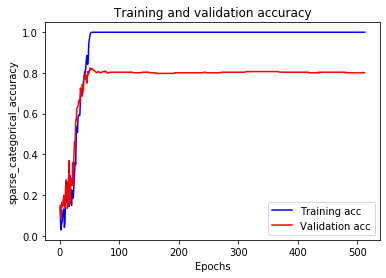 Training and validation accuracy
sparse_categorical_accuracy
1.0
0.8
0.6
0.4
0.2
0.0
0
100
200
300
400
500
Epochs
Training acc
Validation acc